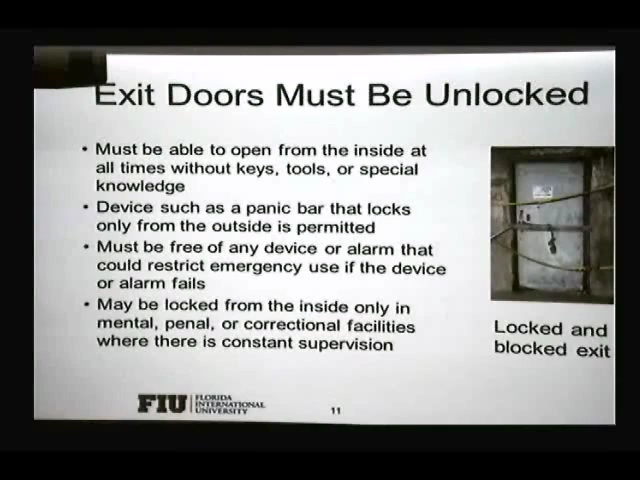 Exit Doors Must Be Unlocked
• Must be able to open from the inside at
all times without keys, tools, or special
knowledge
• Device such as a panic bar that locks
only from the outside is permitted
• Must be free of any device or alarm that
could restrict emergency use if the device
or alarm fails
• May be locked from the inside only in
mental, penal, or correctional facilities
where there is constant supervision
Locked and
blocked exit
FIU
FLORIDA
INTERNATIONAL
UNIVERSITY
11